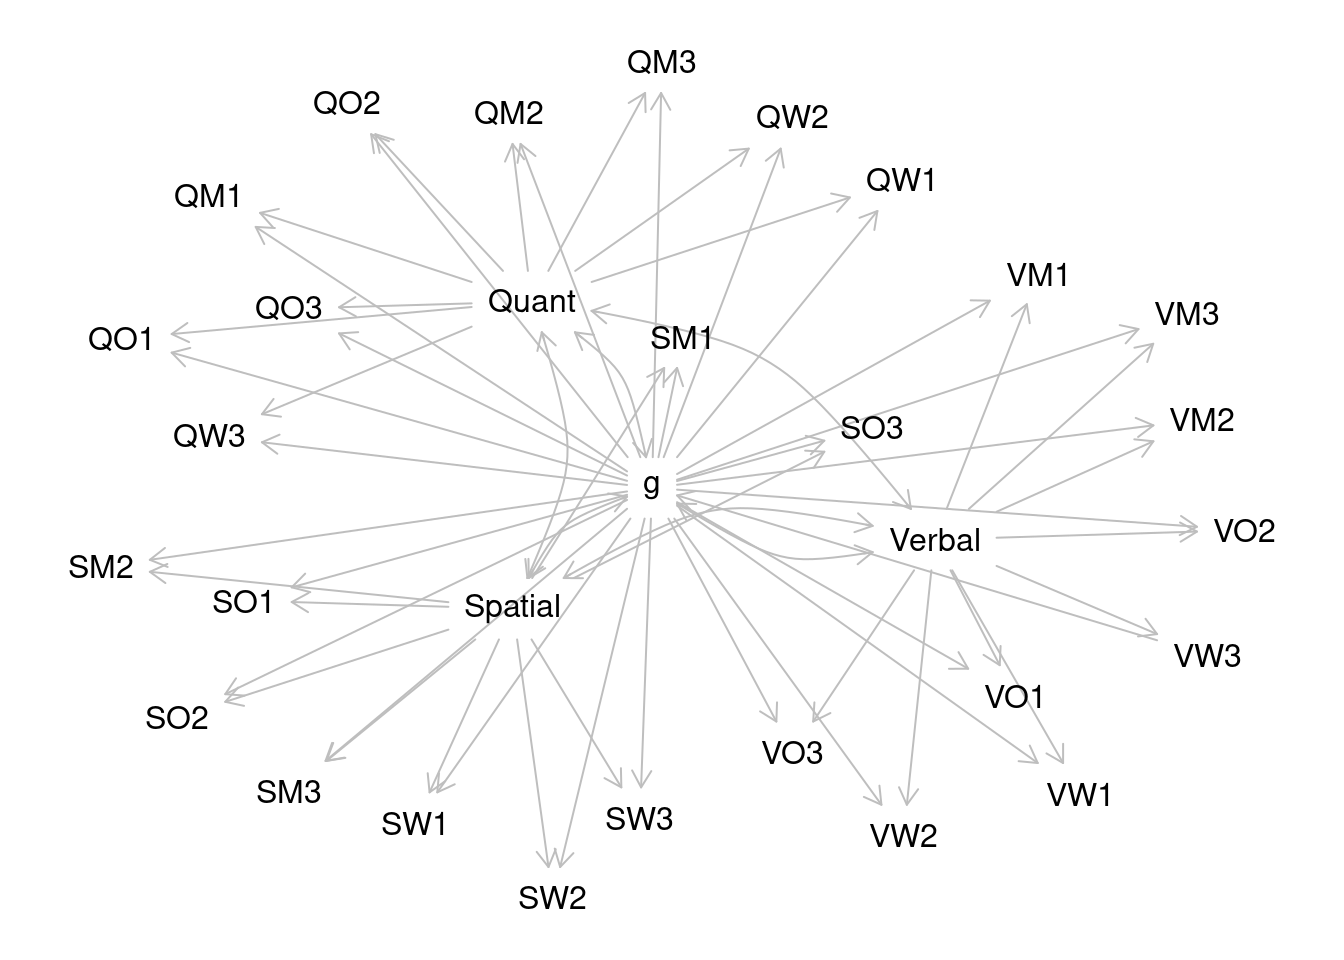 QM3
QO2
QM2
QW2
QW1
QM1
VM1
Quant
QO3
VM3
QO1
SM1
VM2
SO3
QW3
g
VO2
Verbal
SM2
SO1
Spatial
VW3
VO1
SO2
VO3
SM3
VW1
SW3
SW1
VW2
SW2